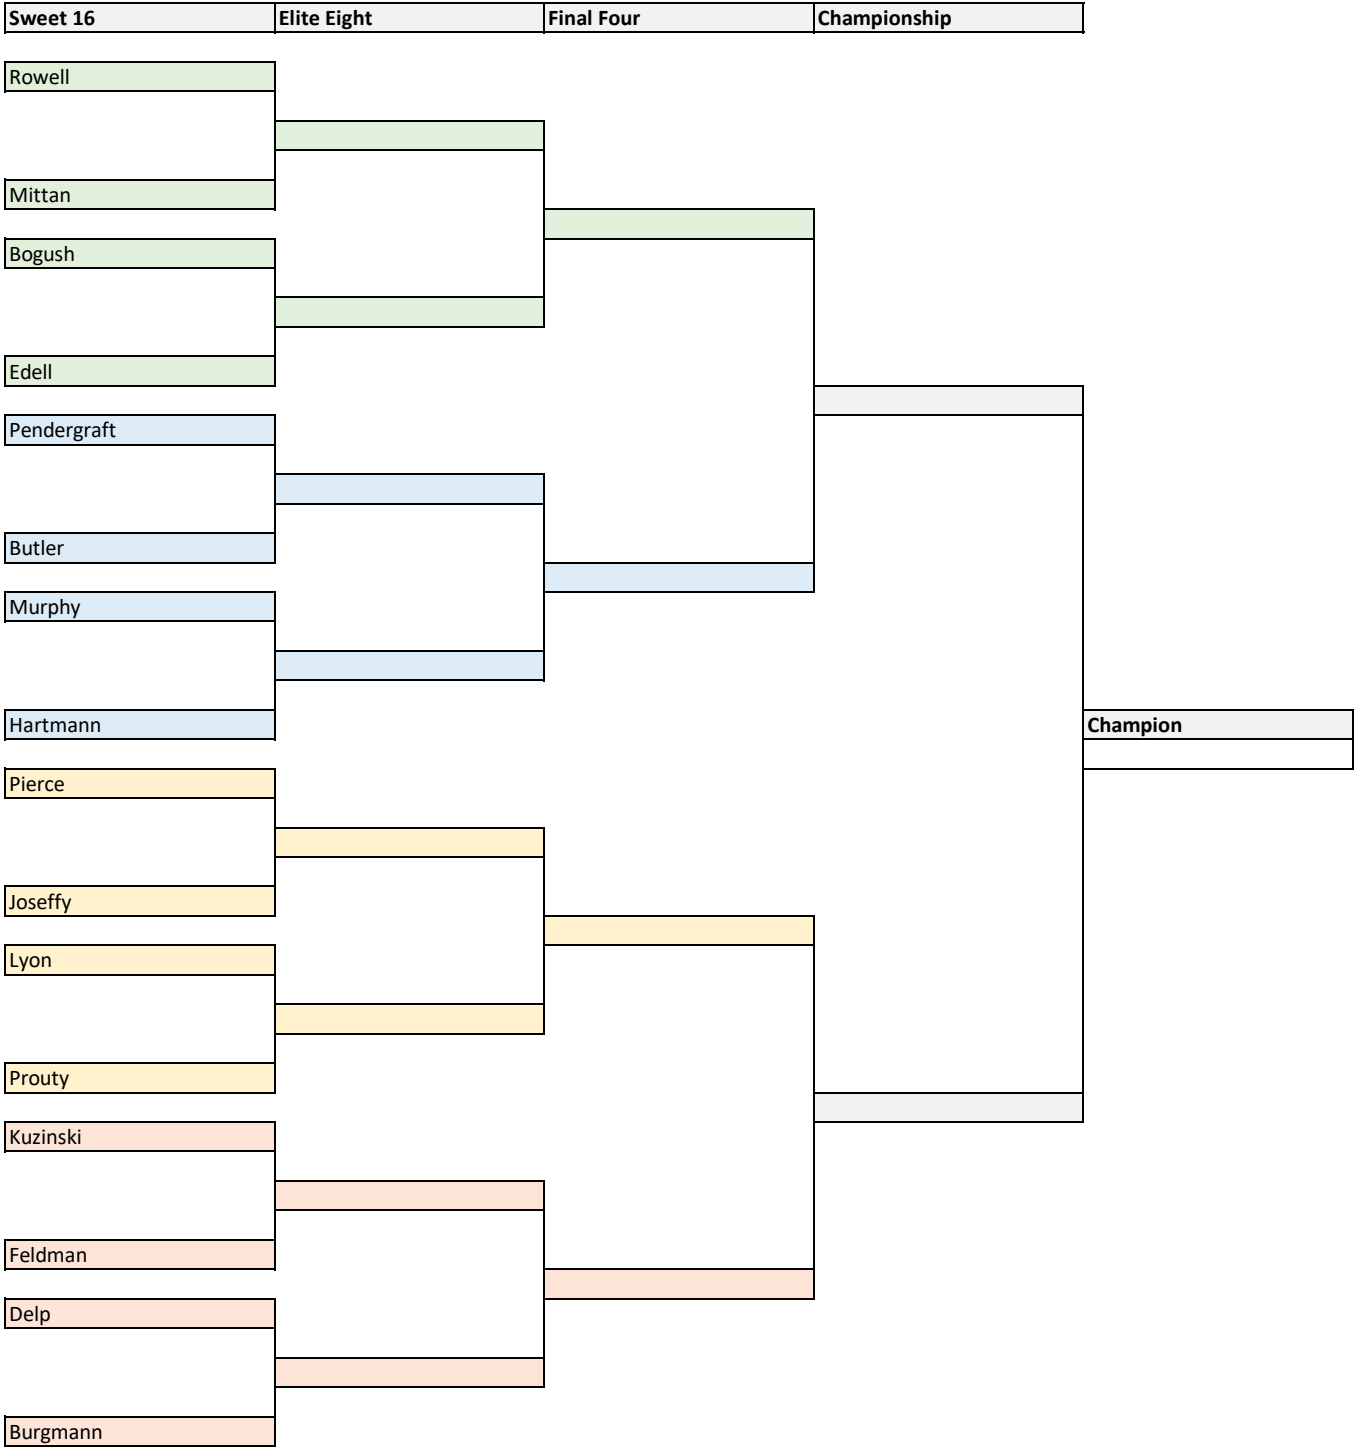 Sweet 16 Elite Eight Final Four Championship
Rowell
Mittan
Bogush
Edell
Pendergraft
Butler
Murphy
Hartmann
Champion
Pierce
Joseffy
Lyon
Prouty
Kuzinski
Feldman
Delp
Burgmann